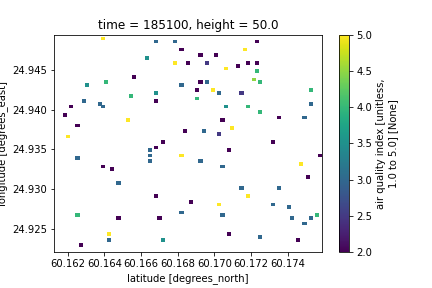 time = 185100, height = 50.0
24.945
24.940
24.935
24.930
24.925
longitude [degrees_east]
60.162 60.164 60.166 60.168 60.170 60.172 60.174
latitude [degrees_north]
5.0
4.5
4.0
3.5
3.0
2.5
2.0
air quality index [unitless,
1.0 to 5.0] [None]